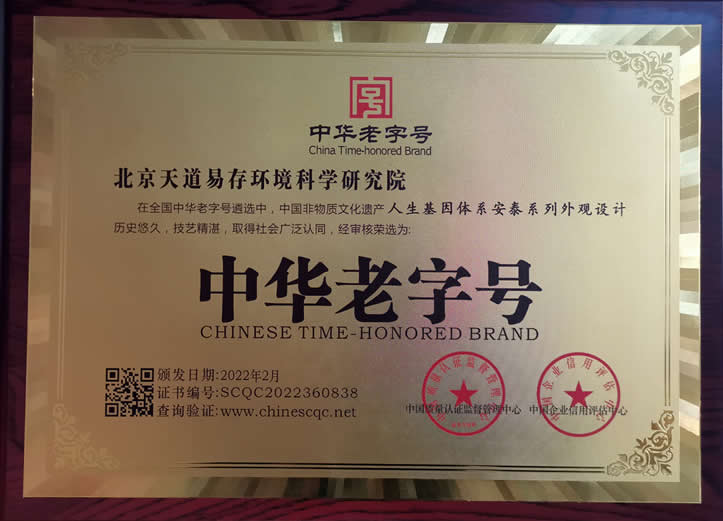 中华老字号
China Time-honored Brand
北京天道易存环境科学研究院
在全国中华老字号遴选中，中国非物质文化遗产 人生基因体系安泰系列外观设计
历史悠久，技艺精湛，取得社会广泛认同，经审核荣选为:
中华老字号
CHINESE TIME-HONORED BRAND
颁发日期:2022年2月
证书编号:SCQC2022360838
查询验证:www.chinescqc.net
中国质量认证监督管理中心
中国企业信用评估中心